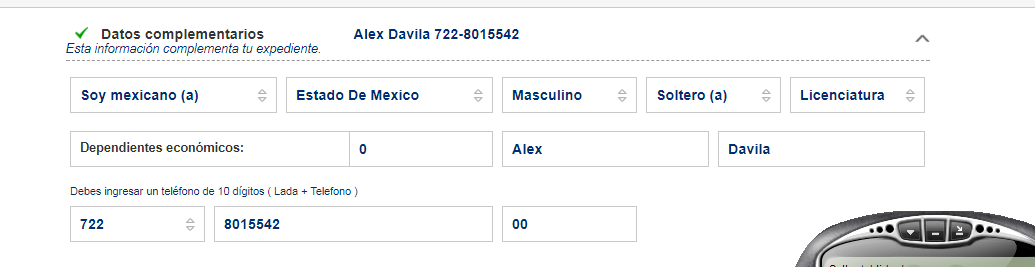 Datos complementarios Alex Davila 722-8015542
Esta información complementa tu expediente.
Soy mexicano (a) Estado De Mexico Masculino Soltero (a) Licenciatura
Dependientes económicos: 0 Alex Davila
Debes ingresar un teléfono de 10 dígitos ( Lada + Telefono )
722 8015542 00